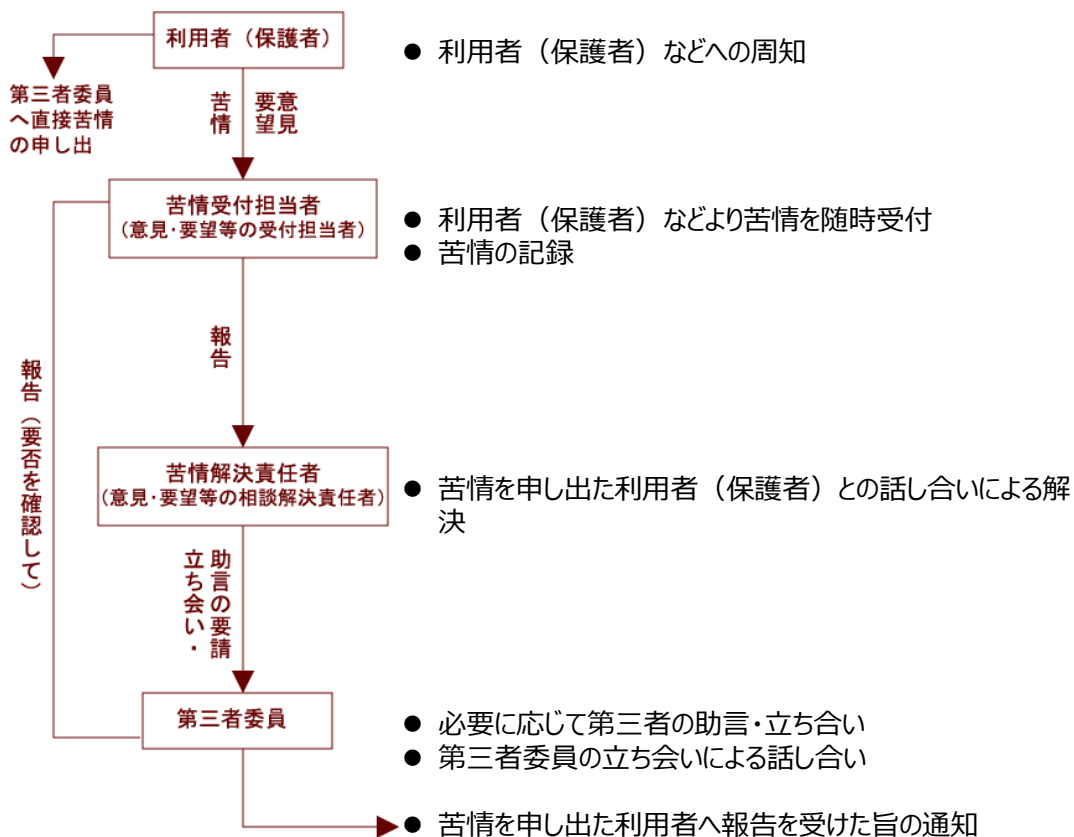 利用者（保護者）
● 利用者（保護者）などへの周知
第三者委員
へ直接苦情
の申し出
苦情
要望
意見
苦情受付担当者
（意見・要望等の受付担当者）
● 利用者（保護者）などより苦情を随時受付
● 苦情の記録
報告
報告（要否を確認して）
苦情解決責任者
（意見・要望等の相談解決責任者）
● 苦情を申し出た利用者（保護者）との話し合いによる解
決
助言の要請
立ち会い・
第三者委員
● 必要に応じて第三者の助言・立ち合い
● 第三者委員の立ち会いによる話し合い
● 苦情を申し出た利用者へ報告を受けた旨の通知